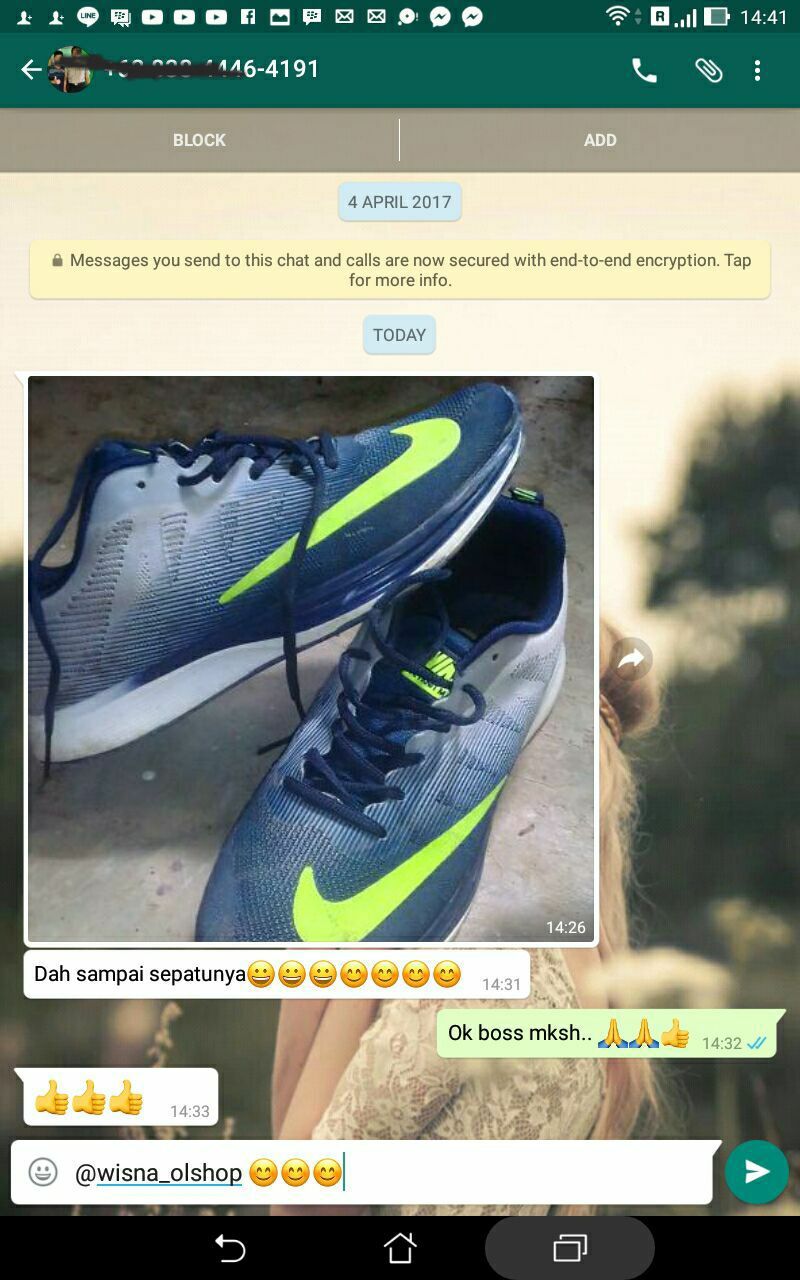 LINE
14:41
46-4191
BLOCK
ADD
4 APRIL 2017
Messages you send to this chat and calls are now secured with end-to-end encryption. Tap
for more info.
TODAY
14:26
Dah sampai sepatunya😀😀😀😊😊😊😊 14:31
Ok boss mksh.. 🙏🙏👍 14:32
👍👍👍 14:33
@wisna_olshop 😊😊😊